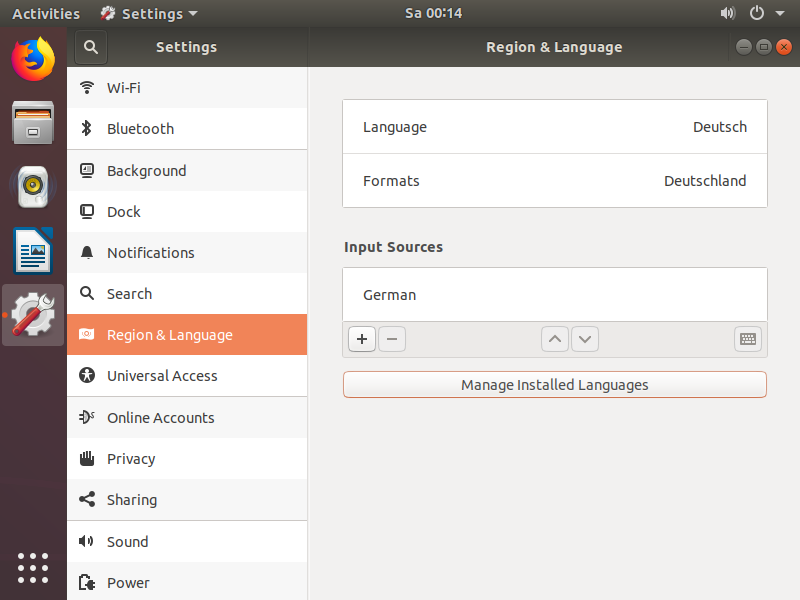 Activities
Settings
Sa 00:14
Settings
Region & Language
Wi-Fi
Bluetooth
Background
Dock
Notifications
Search
Region & Language
Universal Access
Online Accounts
Privacy
Sharing
Sound
Power
Language
Deutsch
Formats
Deutschland
Input Sources
German
Manage Installed Languages